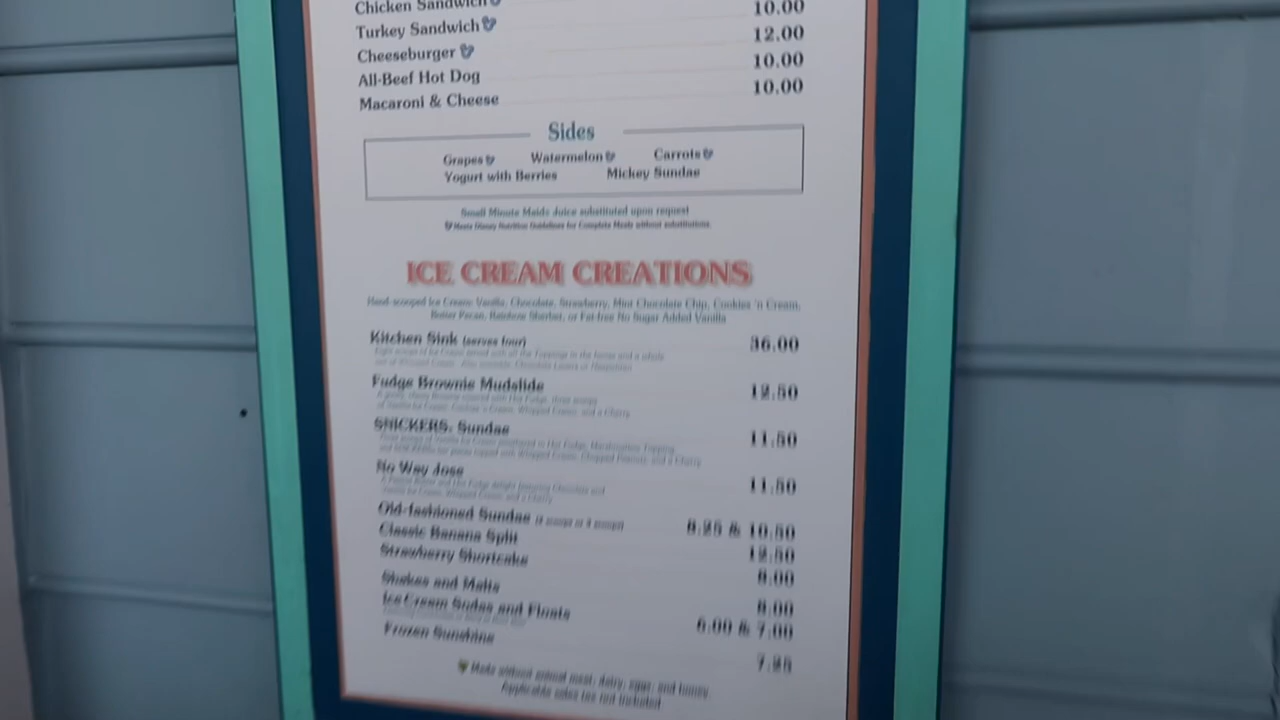 Chicken Sandwich 10.00
Turkey Sandwich 12.00
Cheeseburger 10.00
All-Beef Hot Dog 10.00
Macaroni & Cheese
Sides
Grapes Watermelon Carrots
Yogurt with Berries Mickey Sundae
Small Minute Maid® Juice substituted upon request
Meets Disney Nutrition Guidelines for Complete Meals without substitutions.
ICE CREAM CREATIONS
Hand-scooped Ice Cream: Vanilla, Chocolate, Strawberry, Mint Chocolate Chip, Cookies 'n Cream,
Butter Pecan, Rainbow Sherbet, or Fat-free No Sugar Added Vanilla
Kitchen Sink (serves four) 36.00
Fudge Brownie Mudslide 12.50
SNICKERS® Sundae 11.50
No Way Jose 11.50
Old-fashioned Sundae 8.25 & 10.50
Classic Banana Split 12.50
Strawberry Shortcake 8.00
Shakes and Malts 8.00
Ice Cream Sodas and Floats 6.00 & 7.00
Frozen Sunshine 7.25
Made without animal meat, dairy, eggs, and honey.
Applicable sales tax not included